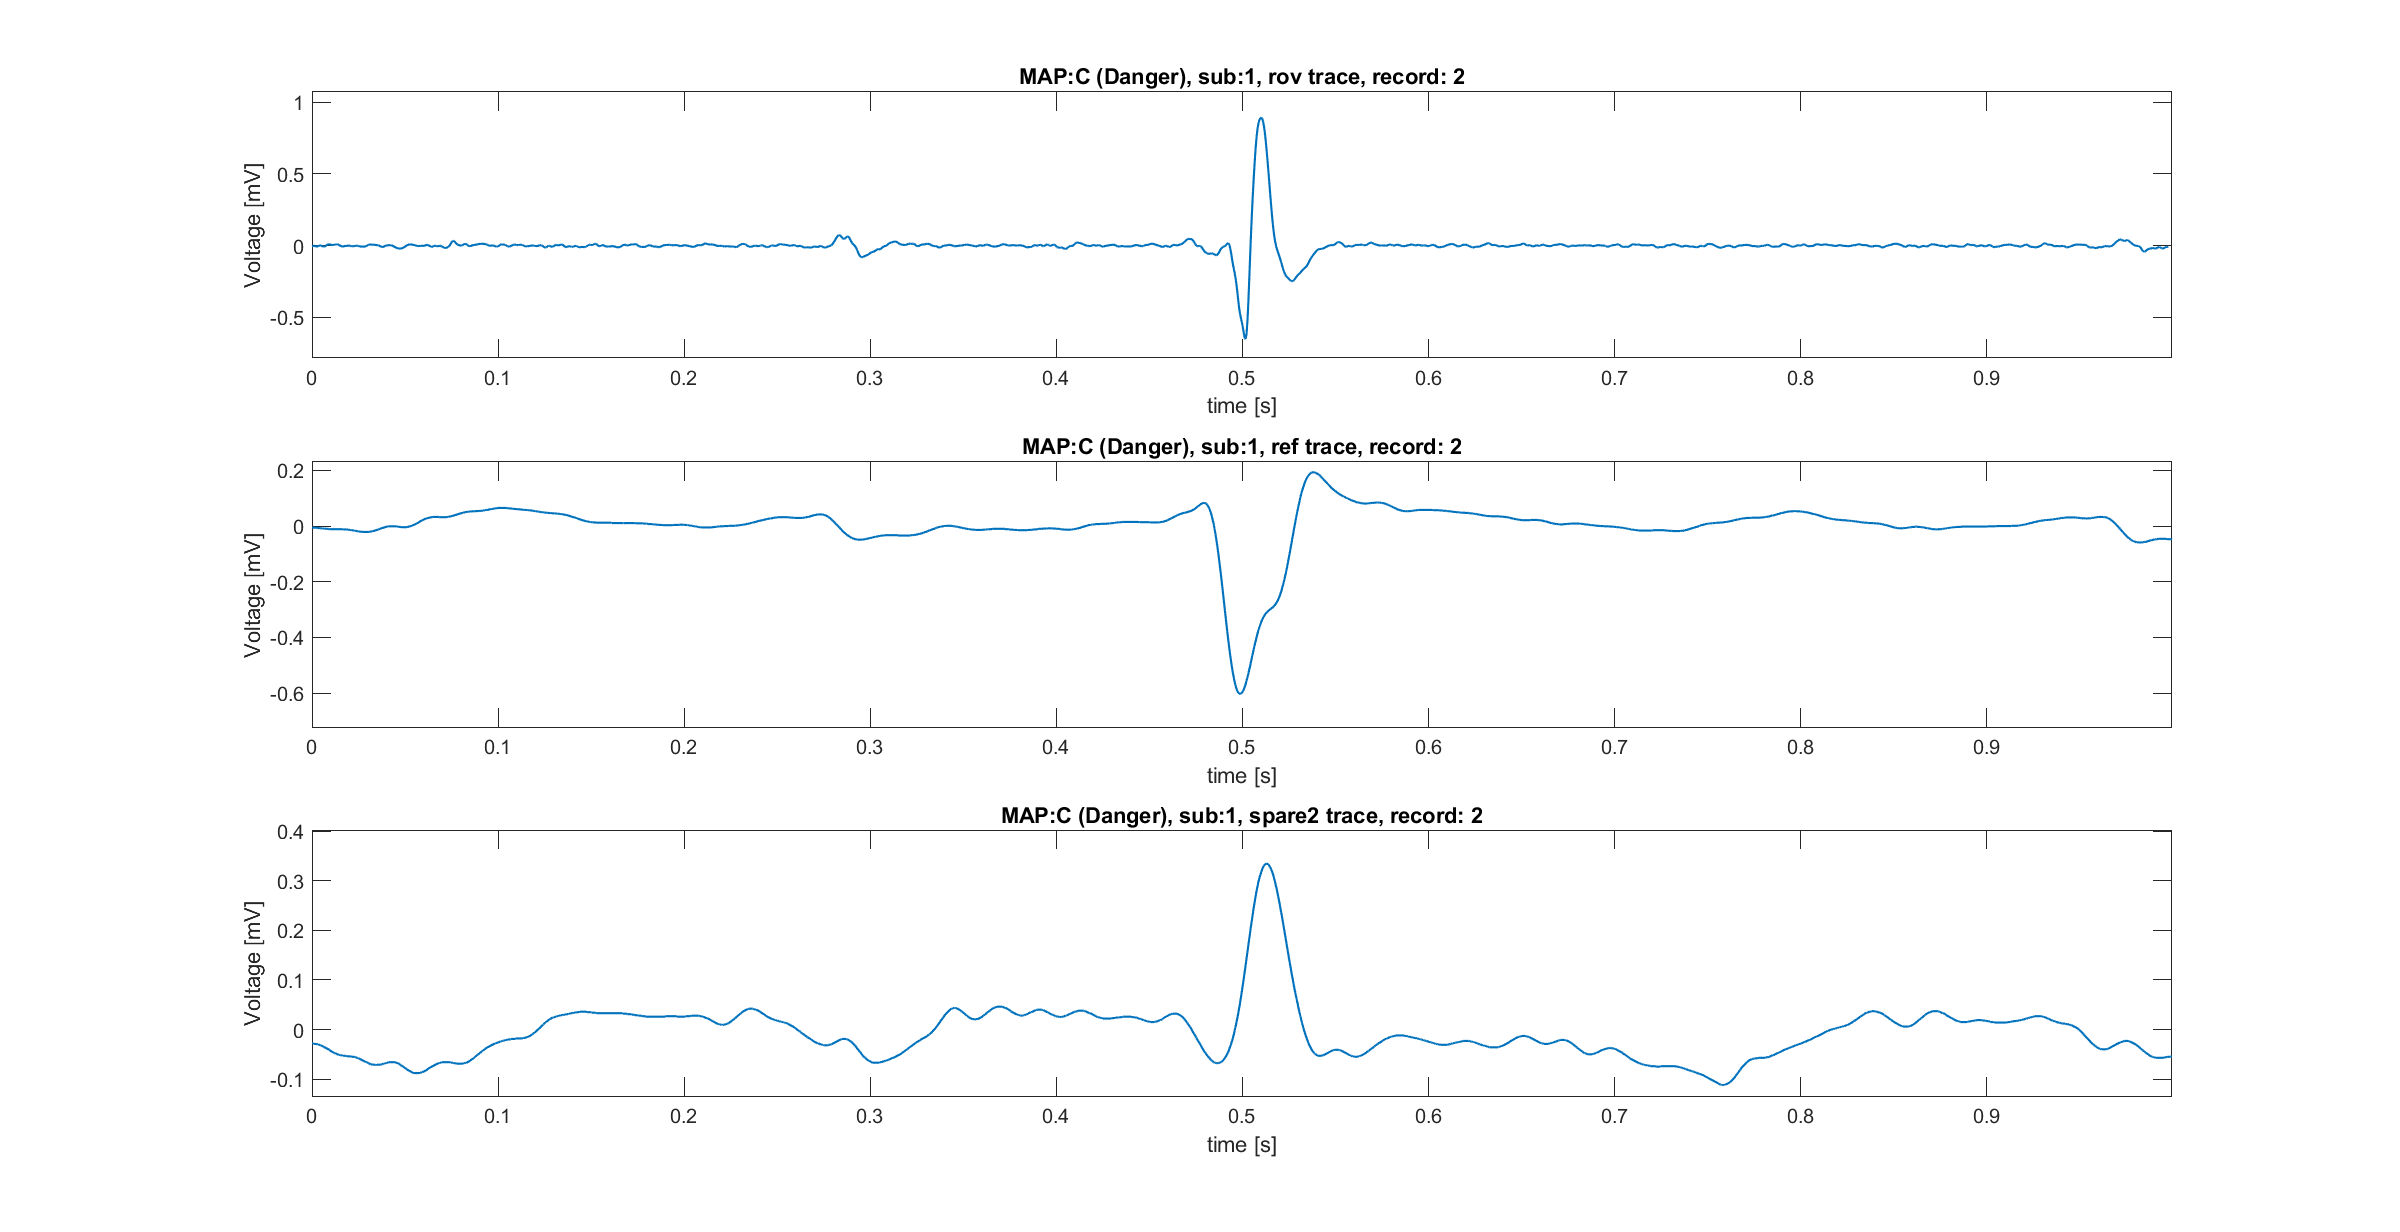 MAP:C (Danger), sub:1, rov trace, record: 2
1
0.5
0
-0.5
Voltage [mV]
0 0.1 0.2 0.3 0.4 0.5 0.6 0.7 0.8 0.9
time [s]
MAP:C (Danger), sub:1, ref trace, record: 2
0.2
0
-0.2
-0.4
-0.6
Voltage [mV]
0 0.1 0.2 0.3 0.4 0.5 0.6 0.7 0.8 0.9
time [s]
MAP:C (Danger), sub:1, spare2 trace, record: 2
0.4
0.3
0.2
0.1
0
-0.1
Voltage [mV]
0 0.1 0.2 0.3 0.4 0.5 0.6 0.7 0.8 0.9
time [s]